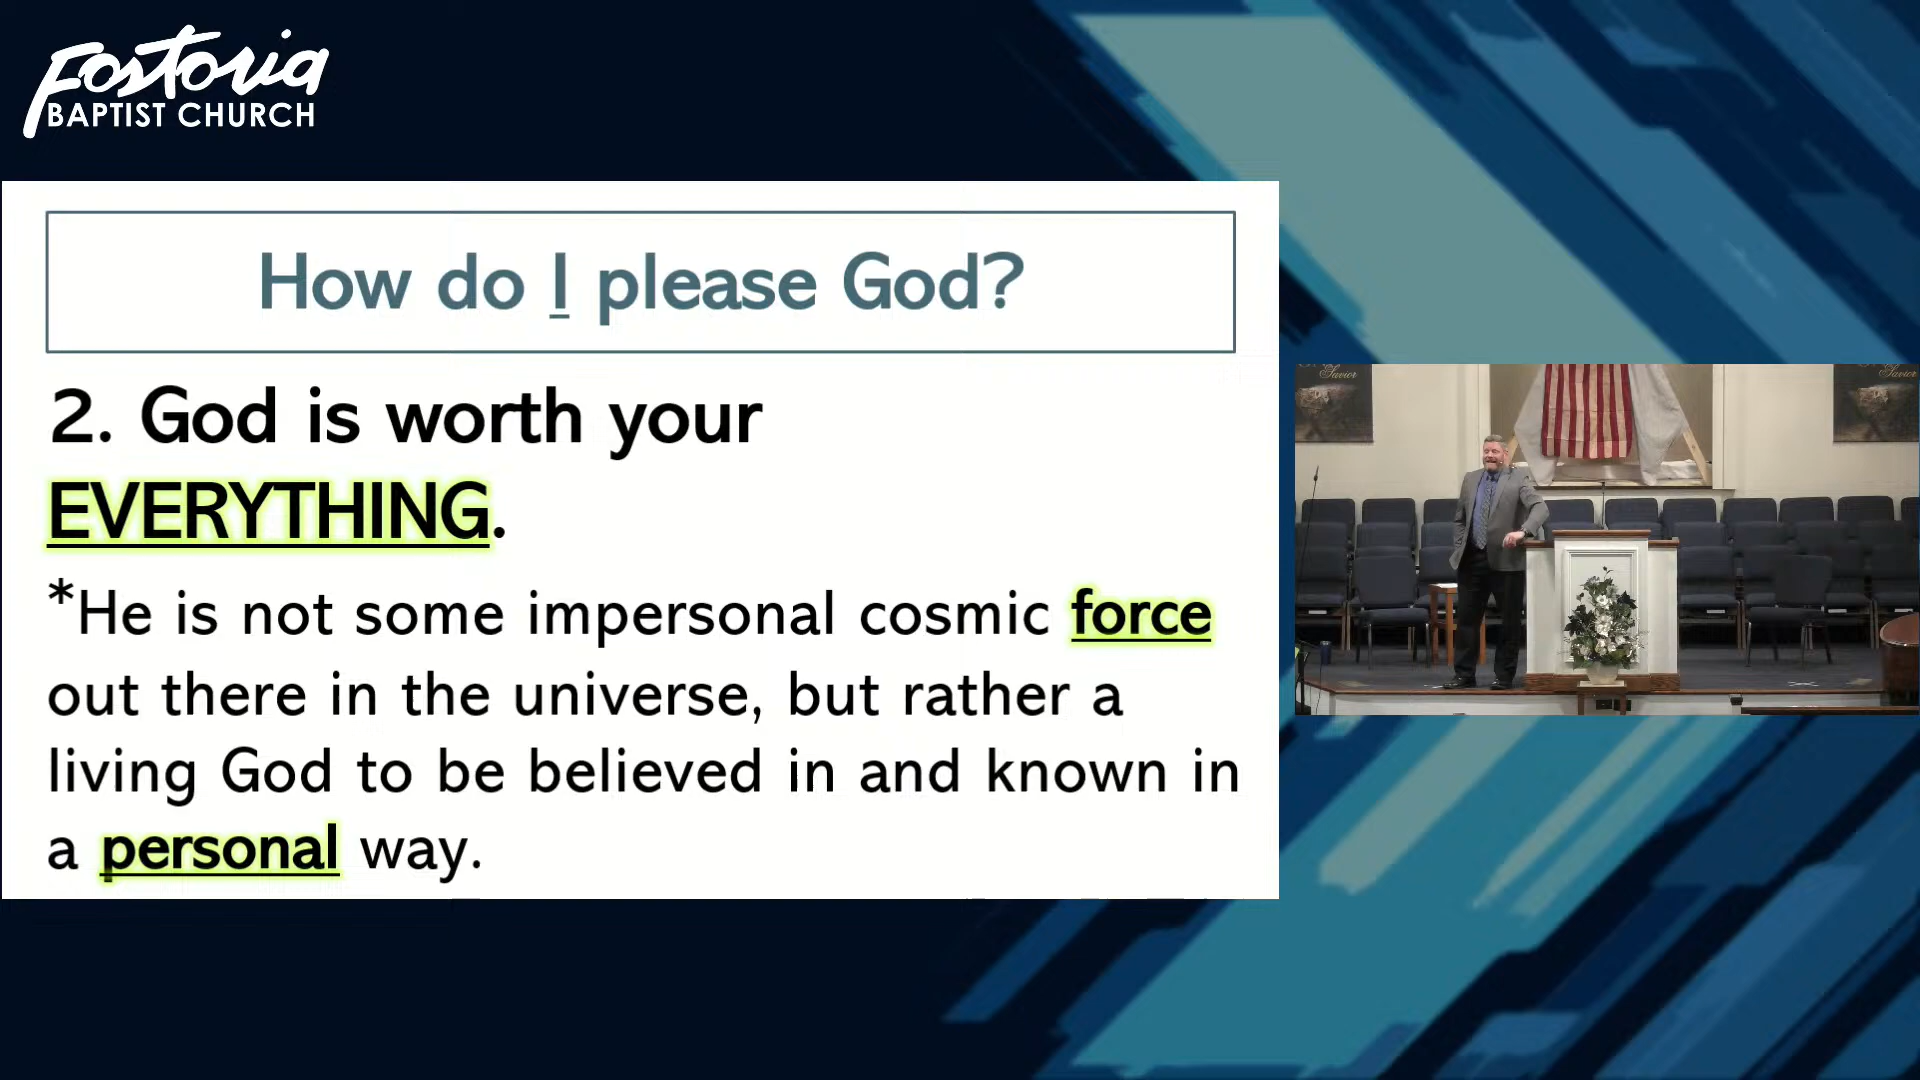 Fostoria
BAPTIST CHURCH
How do I please God?
2. God is worth your
EVERYTHING.
*He is not some impersonal cosmic force
out there in the universe, but rather a
living God to be believed in and known in
a personal way.
Savior
Savior